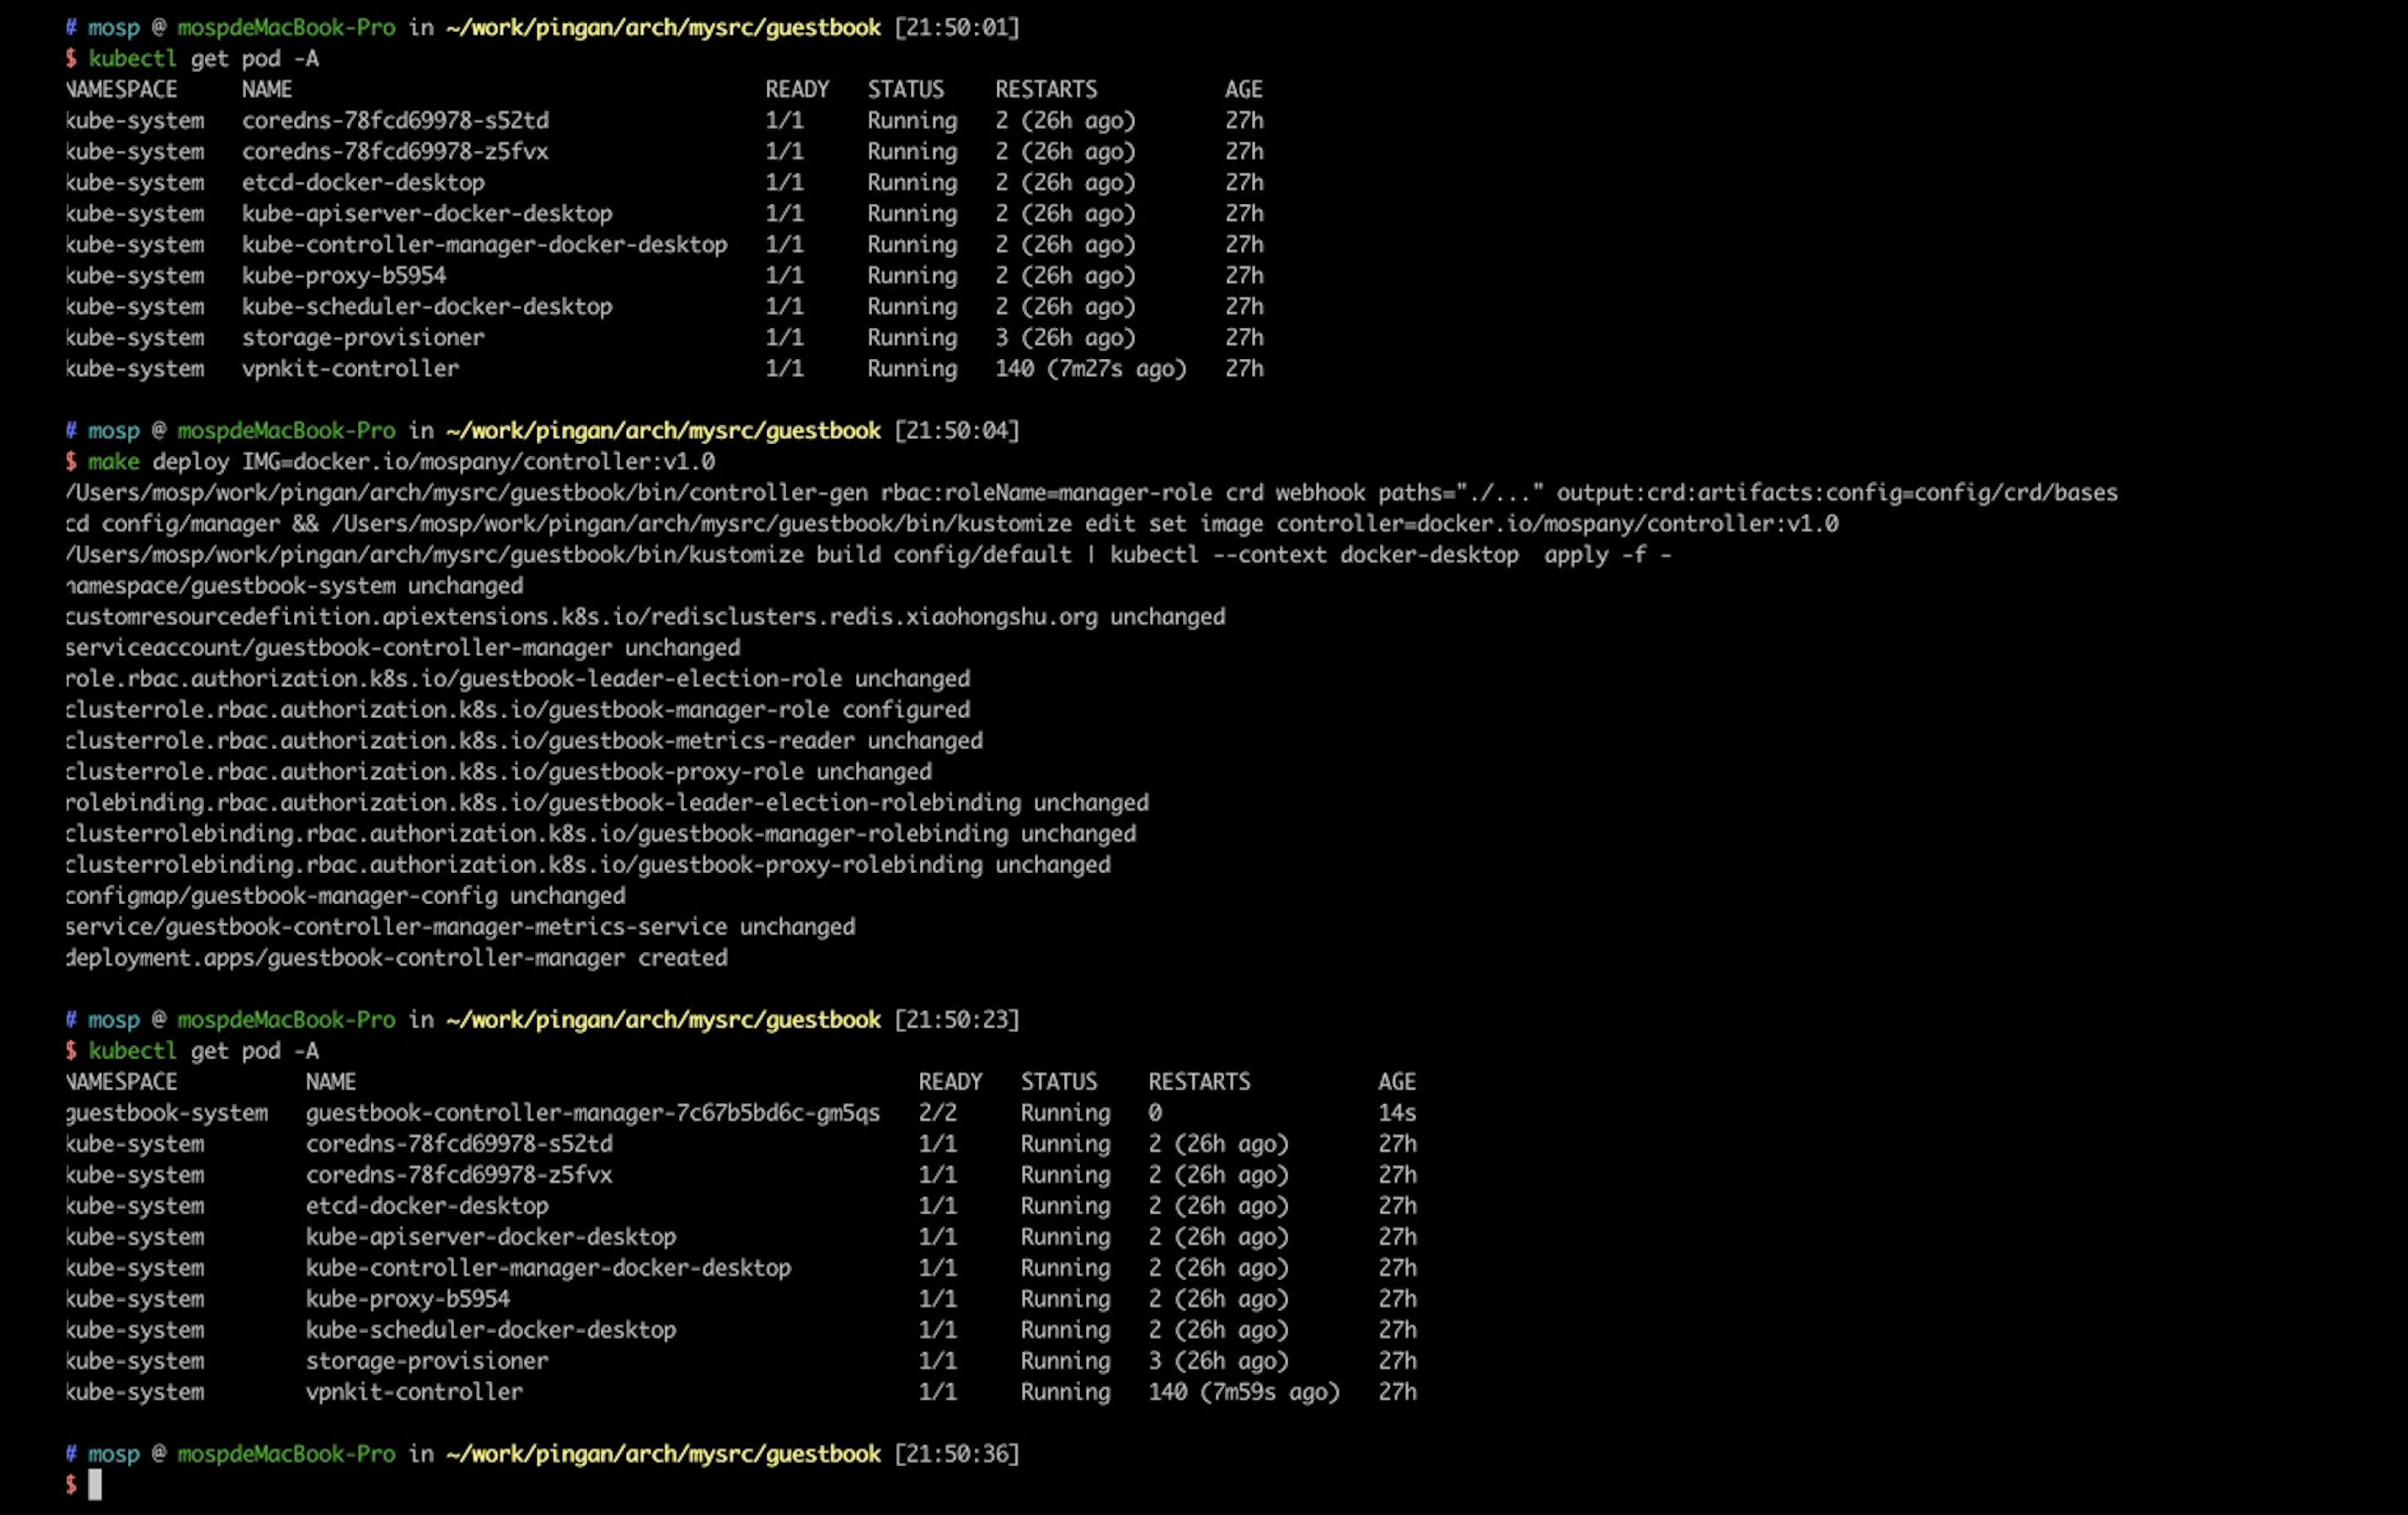 # mosp @ mospdeMacBook-Pro in ~/work/pingan/arch/mysrc/guestbook [21:50:01]
$ kubectl get pod -A
NAMESPACE     NAME                                     READY   STATUS    RESTARTS          AGE
kube-system   coredns-78fcd69978-s52td                 1/1     Running   2 (26h ago)       27h
kube-system   coredns-78fcd69978-z5fvx                 1/1     Running   2 (26h ago)       27h
kube-system   etcd-docker-desktop                      1/1     Running   2 (26h ago)       27h
kube-system   kube-apiserver-docker-desktop            1/1     Running   2 (26h ago)       27h
kube-system   kube-controller-manager-docker-desktop   1/1     Running   2 (26h ago)       27h
kube-system   kube-proxy-b5954                         1/1     Running   2 (26h ago)       27h
kube-system   kube-scheduler-docker-desktop            1/1     Running   2 (26h ago)       27h
kube-system   storage-provisioner                      1/1     Running   3 (26h ago)       27h
kube-system   vpnkit-controller                        1/1     Running   140 (7m27s ago)   27h
# mosp @ mospdeMacBook-Pro in ~/work/pingan/arch/mysrc/guestbook [21:50:04]
$ make deploy IMG=docker.io/mospany/controller:v1.0
/Users/mosp/work/pingan/arch/mysrc/guestbook/bin/controller-gen rbac:roleName=manager-role crd webhook paths="./..." output:crd:artifacts:config=config/crd/bases
cd config/manager && /Users/mosp/work/pingan/arch/mysrc/guestbook/bin/kustomize edit set image controller=docker.io/mospany/controller:v1.0
/Users/mosp/work/pingan/arch/mysrc/guestbook/bin/kustomize build config/default | kubectl --context docker-desktop  apply -f -
namespace/guestbook-system unchanged
customresourcedefinition.apiextensions.k8s.io/redisclusters.redis.xiaohongshu.org unchanged
serviceaccount/guestbook-controller-manager unchanged
role.rbac.authorization.k8s.io/guestbook-leader-election-role unchanged
clusterrole.rbac.authorization.k8s.io/guestbook-manager-role configured
clusterrole.rbac.authorization.k8s.io/guestbook-metrics-reader unchanged
clusterrole.rbac.authorization.k8s.io/guestbook-proxy-role unchanged
rolebinding.rbac.authorization.k8s.io/guestbook-leader-election-rolebinding unchanged
clusterrolebinding.rbac.authorization.k8s.io/guestbook-manager-rolebinding unchanged
clusterrolebinding.rbac.authorization.k8s.io/guestbook-proxy-rolebinding unchanged
configmap/guestbook-manager-config unchanged
service/guestbook-controller-manager-metrics-service unchanged
deployment.apps/guestbook-controller-manager created
# mosp @ mospdeMacBook-Pro in ~/work/pingan/arch/mysrc/guestbook [21:50:23]
$ kubectl get pod -A
NAMESPACE          NAME                                            READY   STATUS    RESTARTS          AGE
guestbook-system   guestbook-controller-manager-7c67b5bd6c-gm5qs   2/2     Running   0                 14s
kube-system        coredns-78fcd69978-s52td                        1/1     Running   2 (26h ago)       27h
kube-system        coredns-78fcd69978-z5fvx                        1/1     Running   2 (26h ago)       27h
kube-system        etcd-docker-desktop                             1/1     Running   2 (26h ago)       27h
kube-system        kube-apiserver-docker-desktop                   1/1     Running   2 (26h ago)       27h
kube-system        kube-controller-manager-docker-desktop          1/1     Running   2 (26h ago)       27h
kube-system        kube-proxy-b5954                                1/1     Running   2 (26h ago)       27h
kube-system        kube-scheduler-docker-desktop                   1/1     Running   2 (26h ago)       27h
kube-system        storage-provisioner                             1/1     Running   3 (26h ago)       27h
kube-system        vpnkit-controller                               1/1     Running   140 (7m59s ago)   27h
# mosp @ mospdeMacBook-Pro in ~/work/pingan/arch/mysrc/guestbook [21:50:36]
$